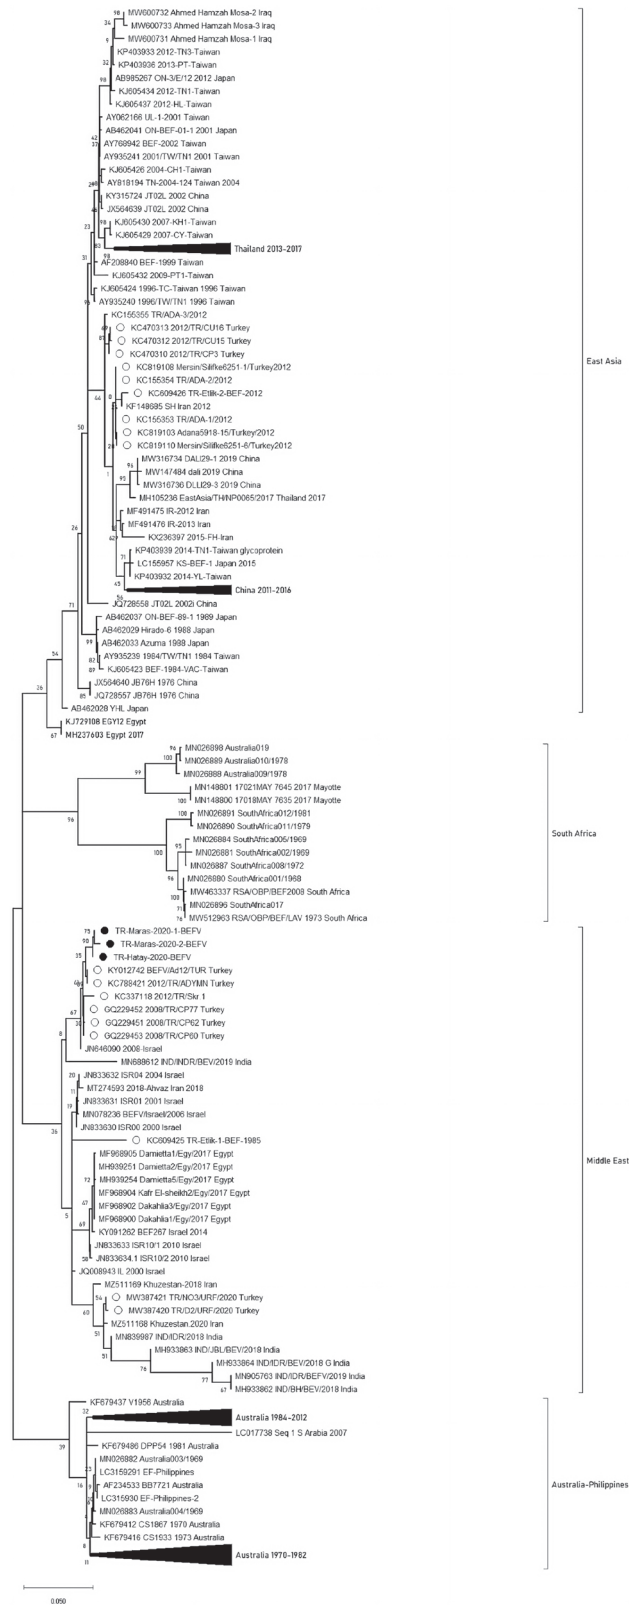 MW600732 Ahmed Hamzah Mosa-2 Iraq
MW600733 Ahmed Hamzah Mosa-3 Iraq
MW600731 Ahmed Hamzah Mosa-1 Iraq
KP403933 2012-TN3-Taiwan
KP403936 2013-PT-Taiwan
AB985267 ON-3/E/12 2012 Japan
KJ605434 2012-TN1-Taiwan
KJ605437 2012-HL-Taiwan
AY062166 UL-1-2001 Taiwan
AB462041 ON-BEF-01-1 2001 Japan
AY768942 BEF-2002 Taiwan
AY935241 2001/TW/TN1 2001 Taiwan
KJ605426 2004-CH1-Taiwan
AY818194 TN-2004-124 Taiwan 2004
KY315724 JT02L 2002 China
JX564639 JT02L 2002 China
KJ605430 2007-KH1-Taiwan
KJ605429 2007-CY-Taiwan
Thailand 2013-2017
AF208840 BEF-1999 Taiwan
KJ605432 2009-PT1-Taiwan
KJ605424 1996-TC-Taiwan 1996 Taiwan
AY935240 1996/TW/TN1 1996 Taiwan
KC155355 TR/ADA-3/2012
KC470313 2012/TR/CU16 Turkey
KC470312 2012/TR/CU15 Turkey
KC470310 2012/TR/CP3 Turkey
East Asia
KC819108 Mersin/Silifke6251-1/Turkey2012
KC155354 TR/ADA-2/2012
KC609426 TR-Etlik-2-BEF-2012
KF148685 SH Iran 2012
KC155353 TR/ADA-1/2012
KC819103 Adana5918-15/Turkey/2012
KC819110 Mersin/Silifke6251-6/Turkey2012
MW316734 DALI29-1 2019 China
MW147484 dali 2019 China
MW316736 DLLI29-3 2019 China
MH105236 EastAsia/TH/NP0065/2017 Thailand 2017
MF491475 IR-2012 Iran
MF491476 IR-2013 Iran
KX236397 2015-FH-Iran
KP403939 2014-TN1-Taiwan glycoprotein
LC155957 KS-BEF-1 Japan 2015
KP403932 2014-YL-Taiwan
China 2011-2016
JQ728558 JT02L 2002i China
AB462037 ON-BEF-89-1 1989 Japan
AB462029 Hirado-6 1988 Japan
AB462033 Azuma 1988 Japan
AY935239 1984/TW/TN1 1984 Taiwan
KJ605423 BEF-1984-VAC-Taiwan
JX564640 JB76H 1976 China
JQ728557 JB76H 1976 China
AB462028 YHL Japan
KJ729108 EGY12 Egypt
MH237603 Egypt 2017
MN026898 Australia019
MN026889 Australia010/1978
MN026888 Australia009/1978
MN148801 17021MAY 7645 2017 Mayotte
MN148800 17018MAY 7635 2017 Mayotte
MN026891 SouthAfrica012/1981
MN026890 SouthAfrica011/1979
South Africa
MN026884 SouthAfrica005/1969
MN026881 SouthAfrica002/1969
MN026887 SouthAfrica008/1972
MN026880 SouthAfrica001/1968
MW463337 RSA/OBP/BEF2008 South Africa
MN026896 SouthAfrica017
MW512963 RSA/OBP/BEF/LAV 1973 South Africa
TR-Maras-2020-1-BEFV
TR-Maras-2020-2-BEFV
TR-Hatay-2020-BEFV
KY012742 BEFV/Ad12/TUR Turkey
KC788421 2012/TR/ADYMN Turkey
KC337118 2012/TR/Skr.1
GQ229452 2008/TR/CP77 Turkey
GQ229451 2008/TR/CP62 Turkey
GQ229453 2008/TR/CP60 Turkey
JN646090 2008-Israel
MN688612 IND/INDR/BEV/2019 India
JN833632 ISR04 2004 Israel
MT274593 2018-Ahvaz Iran 2018
JN833631 ISR01 2001 Israel
MN078236 BEFV/Israel/2006 Israel
JN833630 ISR00 2000 Israel
KC609425 TR-Etlik-1-BEF-1985
MF968905 Damietta1/Egy/2017 Egypt
Middle East
MH939251 Damietta2/Egy/2017 Egypt
MH939254 Damietta5/Egy/2017 Egypt
MF968904 Kafr El-sheikh2/Egy/2017 Egypt
MF968902 Dakahlia3/Egy/2017 Egypt
MF968900 Dakahlia1/Egy/2017 Egypt
KY091262 BEF267 Israel 2014
JN833633 ISR10/1 2010 Israel
JN833634.1 ISR10/2 2010 Israel
JQ008943 IL 2000 Israel
MZ511169 Khuzestan-2018 Iran
MW387421 TR/NO3/URF/2020 Turkey
MW387420 TR/D2/URF/2020 Turkey
MZ511168 Khuzestan.2020 Iran
MN839987 IND/IDR/2018 India
MH933863 IND/JBL/BEV/2018 India
MH933864 IND/IDR/BEV/2018 G India
MN905763 IND/IDR/BEFV/2019 India
MH933862 IND/BH/BEV/2018 India
KF679437 V1956 Australia
Australia 1984-2012
LC017738 Seq 1 S Arabia 2007
KF679486 DPP54 1981 Australia
MN026882 Australia003/1969
LC3159291 EF-Philippines
AF234533 BB7721 Australia
Australia-Philippines
LC315930 EF-Philippines-2
MN026883 Australia004/1969
KF679412 CS1867 1970 Australia
KF679416 CS1933 1973 Australia
Australia 1970-1982
0.050